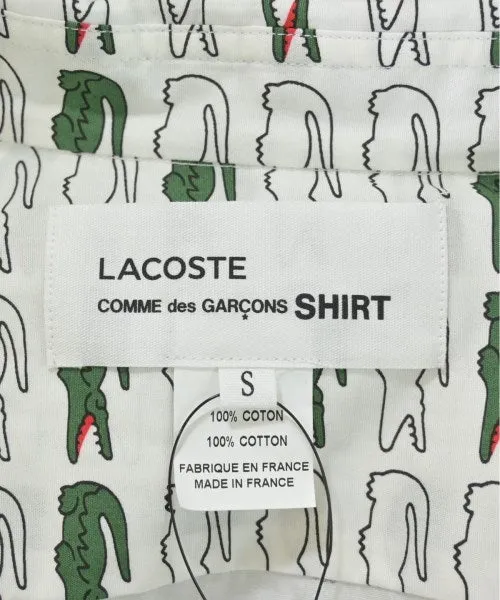 LACOSTE
COMME des GARÇONS SHIRT
S
100% COTON
100% COTTON
FABRIQUE EN FRANCE
MADE IN FRANCE